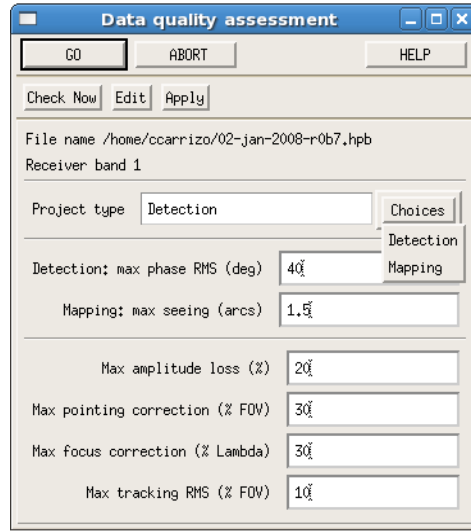 Data quality assessment
GO ABORT HELP
Check Now Edit Apply
File name /home/ccarrizo/02-jan-2008-r0b7.hpb
Receiver band 1
Project type Detection Choices
Detection
Mapping
Detection: max phase RMS (deg) 40
Mapping: max seeing (arcs) 1.5
Max amplitude loss (%) 20
Max pointing correction (% FOV) 30
Max focus correction (% Lambda) 30
Max tracking RMS (% FOV) 10